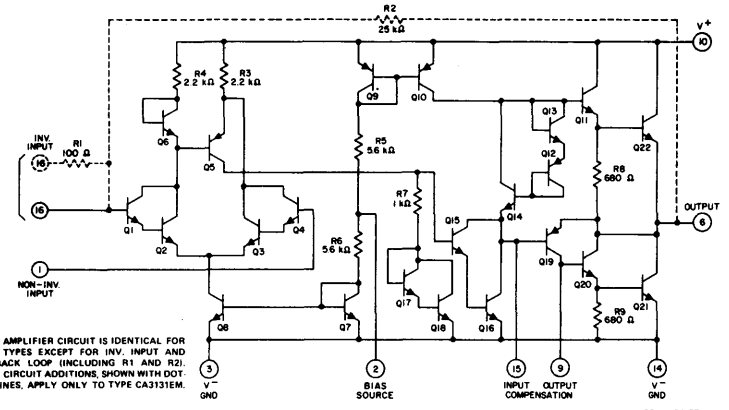 R2
25 kΩ
V+
10
R4
2.2 kΩ
R3
2.2 kΩ
Q9
Q10
Q13
Q11
Q6
Q12
Q22
INV.
INPUT
R1
100 Ω
16
Q5
R5
5.6 kΩ
R8
680 Ω
R7
1 kΩ
Q14
OUTPUT
16
6
Q1
Q2
Q3
Q4
R6
5.6 kΩ
Q15
Q19
Q20
1
NON-INV.
INPUT
Q17
Q18
Q16
Q21
Q8
Q7
R9
680 Ω
AMPLIFIER CIRCUIT IS IDENTICAL FOR
TYPES EXCEPT FOR INV. INPUT AND
BACK LOOP (INCLUDING R1 AND R2).
CIRCUIT ADDITIONS, SHOWN WITH DOT-
INES, APPLY ONLY TO TYPE CA3131EM.
3
V−
GND
2
BIAS
SOURCE
15
INPUT
9
OUTPUT
COMPENSATION
14
V−
GND